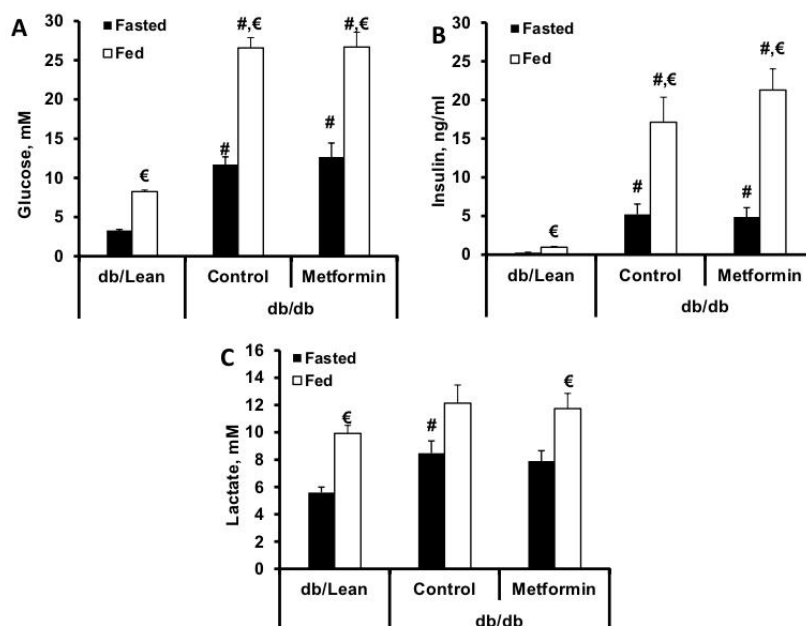 A
Fasted
Fed
Glucose, mM
30
25
20
15
10
5
0
€
#
#,€
#
#,€
db/Lean
Control
Metformin
db/db
B
Fasted
Fed
Insulin, ng/ml
30
25
20
15
10
5
0
€
#
#,€
#
#,€
db/Lean
Control
Metformin
db/db
C
Fasted
Fed
Lactate, mM
16
14
12
10
8
6
4
2
0
€
#
€
db/Lean
Control
Metformin
db/db